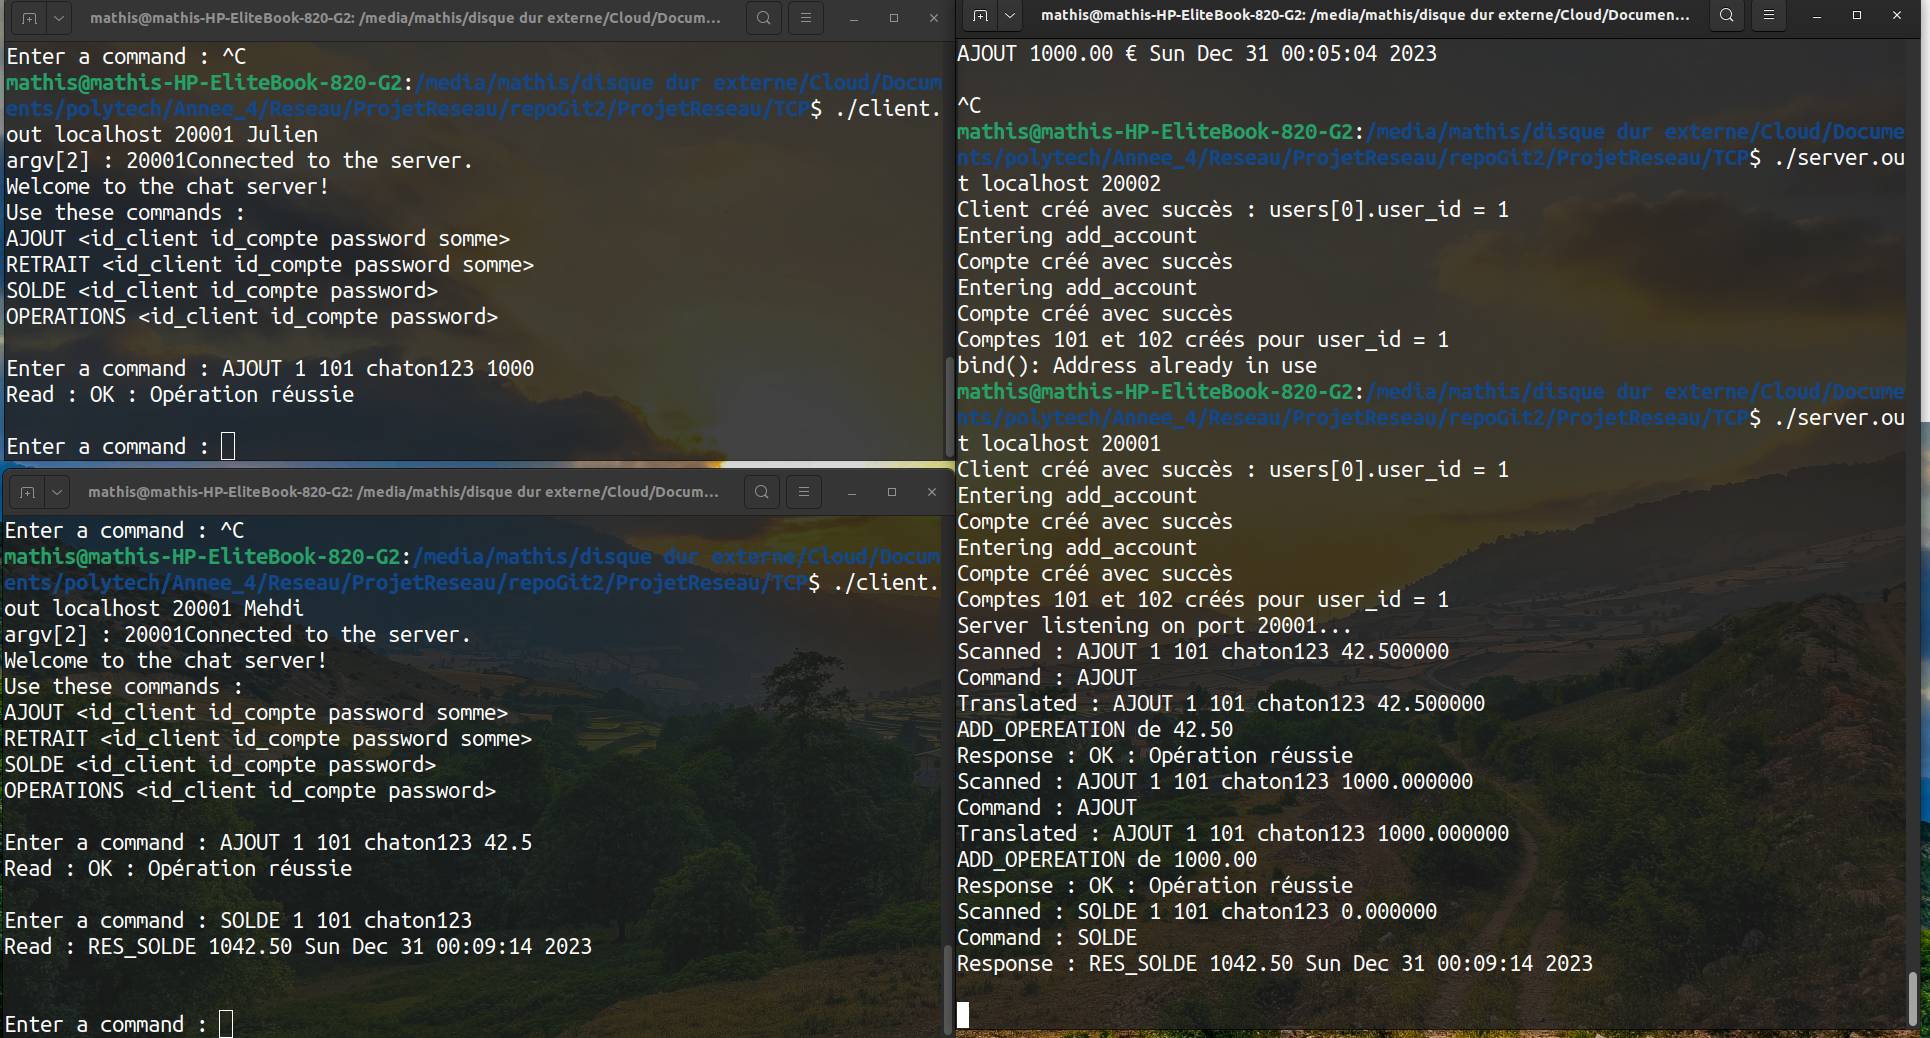 mathis@mathis-HP-EliteBook-820-G2: /media/mathis/disque dur externe/Cloud/Docum...
Enter a command : ^C
mathis@mathis-HP-EliteBook-820-G2:/media/mathis/disque dur externe/Cloud/Docum
ents/polytech/Annee_4/Reseau/ProjetReseau/repoGit2/ProjetReseau/TCP$ ./client.
out localhost 20001 Julien
argv[2] : 20001Connected to the server.
Welcome to the chat server!
Use these commands :
AJOUT <id_client id_compte password somme>
RETRAIT <id_client id_compte password somme>
SOLDE <id_client id_compte password>
OPERATIONS <id_client id_compte password>
Enter a command : AJOUT 1 101 chaton123 1000
Read : OK : Opération réussie
Enter a command :
mathis@mathis-HP-EliteBook-820-G2: /media/mathis/disque dur externe/Cloud/Docum...
Enter a command : ^C
mathis@mathis-HP-EliteBook-820-G2:/media/mathis/disque dur externe/Cloud/Docum
ents/polytech/Annee_4/Reseau/ProjetReseau/repoGit2/ProjetReseau/TCP$ ./client.
out localhost 20001 Mehdi
argv[2] : 20001Connected to the server.
Welcome to the chat server!
Use these commands :
AJOUT <id_client id_compte password somme>
RETRAIT <id_client id_compte password somme>
SOLDE <id_client id_compte password>
OPERATIONS <id_client id_compte password>
Enter a command : AJOUT 1 101 chaton123 42.5
Read : OK : Opération réussie
Enter a command : SOLDE 1 101 chaton123
Read : RES_SOLDE 1042.50 Sun Dec 31 00:09:14 2023
Enter a command :
mathis@mathis-HP-EliteBook-820-G2: /media/mathis/disque dur externe/Cloud/Documen...
AJOUT 1000.00 € Sun Dec 31 00:05:04 2023
^C
mathis@mathis-HP-EliteBook-820-G2:/media/mathis/disque dur externe/Cloud/Docume
nts/polytech/Annee_4/Reseau/ProjetReseau/repoGit2/ProjetReseau/TCP$ ./server.ou
t localhost 20002
Client créé avec succès : users[0].user_id = 1
Entering add_account
Compte créé avec succès
Entering add_account
Compte créé avec succès
Comptes 101 et 102 créés pour user_id = 1
bind(): Address already in use
mathis@mathis-HP-EliteBook-820-G2:/media/mathis/disque dur externe/Cloud/Docume
nts/polytech/Annee_4/Reseau/ProjetReseau/repoGit2/ProjetReseau/TCP$ ./server.ou
t localhost 20001
Client créé avec succès : users[0].user_id = 1
Entering add_account
Compte créé avec succès
Entering add_account
Compte créé avec succès
Comptes 101 et 102 créés pour user_id = 1
Server listening on port 20001...
Scanned : AJOUT 1 101 chaton123 42.500000
Command : AJOUT
Translated : AJOUT 1 101 chaton123 42.500000
ADD_OPEREATION de 42.50
Response : OK : Opération réussie
Scanned : AJOUT 1 101 chaton123 1000.000000
Command : AJOUT
Translated : AJOUT 1 101 chaton123 1000.000000
ADD_OPEREATION de 1000.00
Response : OK : Opération réussie
Scanned : SOLDE 1 101 chaton123 0.000000
Command : SOLDE
Response : RES_SOLDE 1042.50 Sun Dec 31 00:09:14 2023